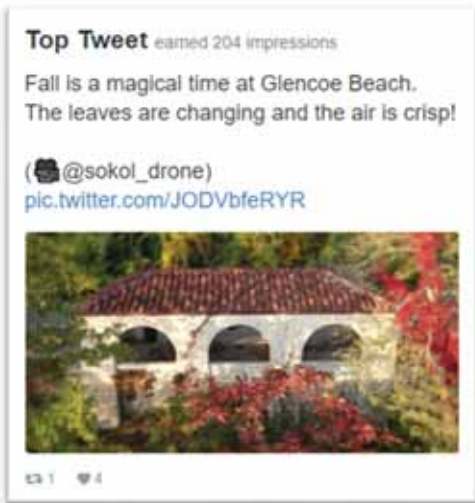 Top Tweet earned 204 impressions
Fall is a magical time at Glencoe Beach.
The leaves are changing and the air is crisp!
(📷@sokol_drone)
pic.twitter.com/JODVbfeRYR
1 4